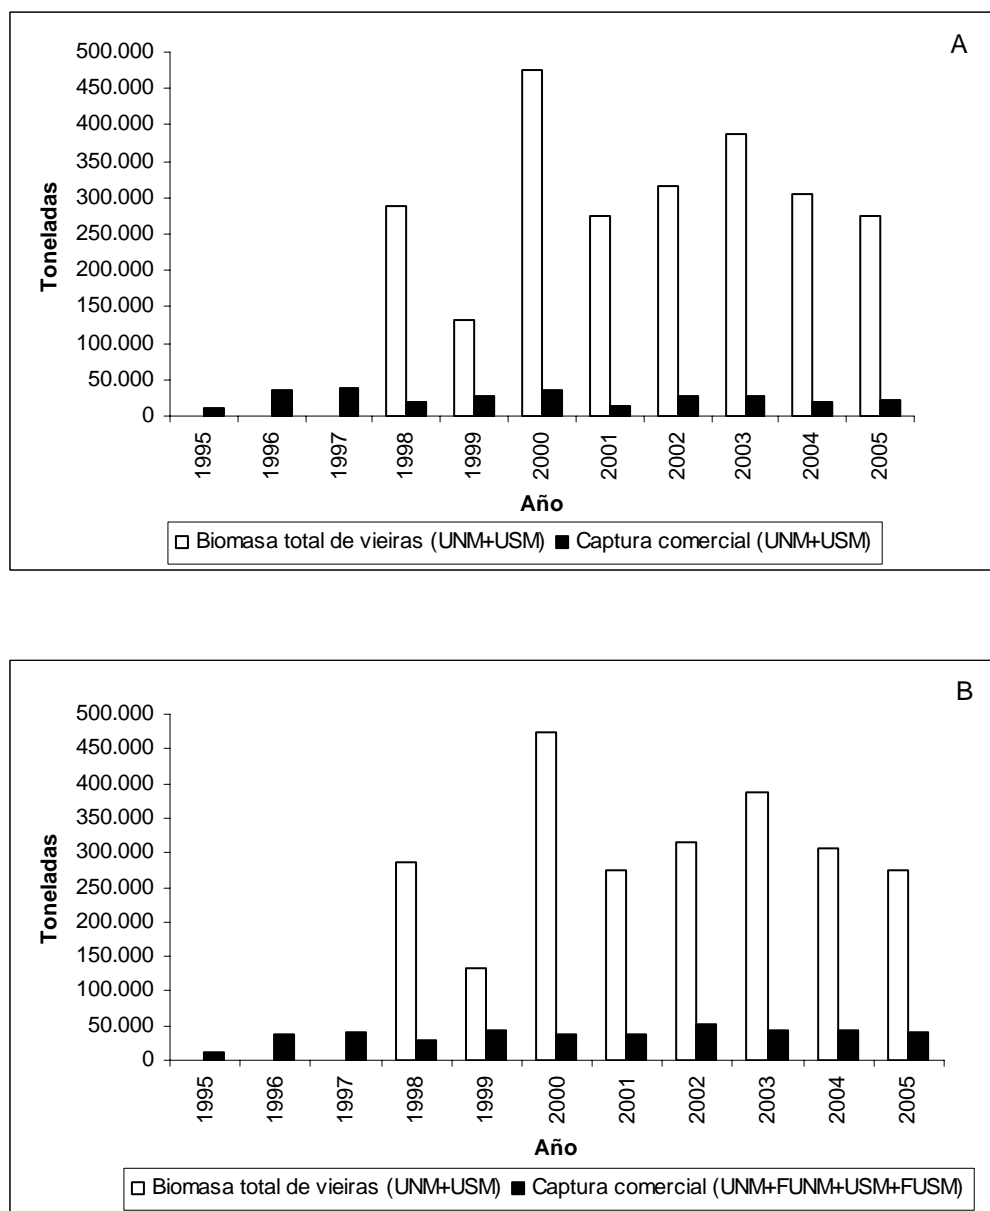 A
500.000
450.000
400.000
350.000
300.000
250.000
200.000
150.000
100.000
50.000
0
Toneladas
1995 1996 1997 1998 1999 2000 2001 2002 2003 2004 2005
Año
Biomasa total de vieiras (UNM+USM) Captura comercial (UNM+USM)
B
500.000
450.000
400.000
350.000
300.000
250.000
200.000
150.000
100.000
50.000
0
Toneladas
1995 1996 1997 1998 1999 2000 2001 2002 2003 2004 2005
Año
Biomasa total de vieiras (UNM+USM) Captura comercial (UNM+FUNM+USM+FUSM)